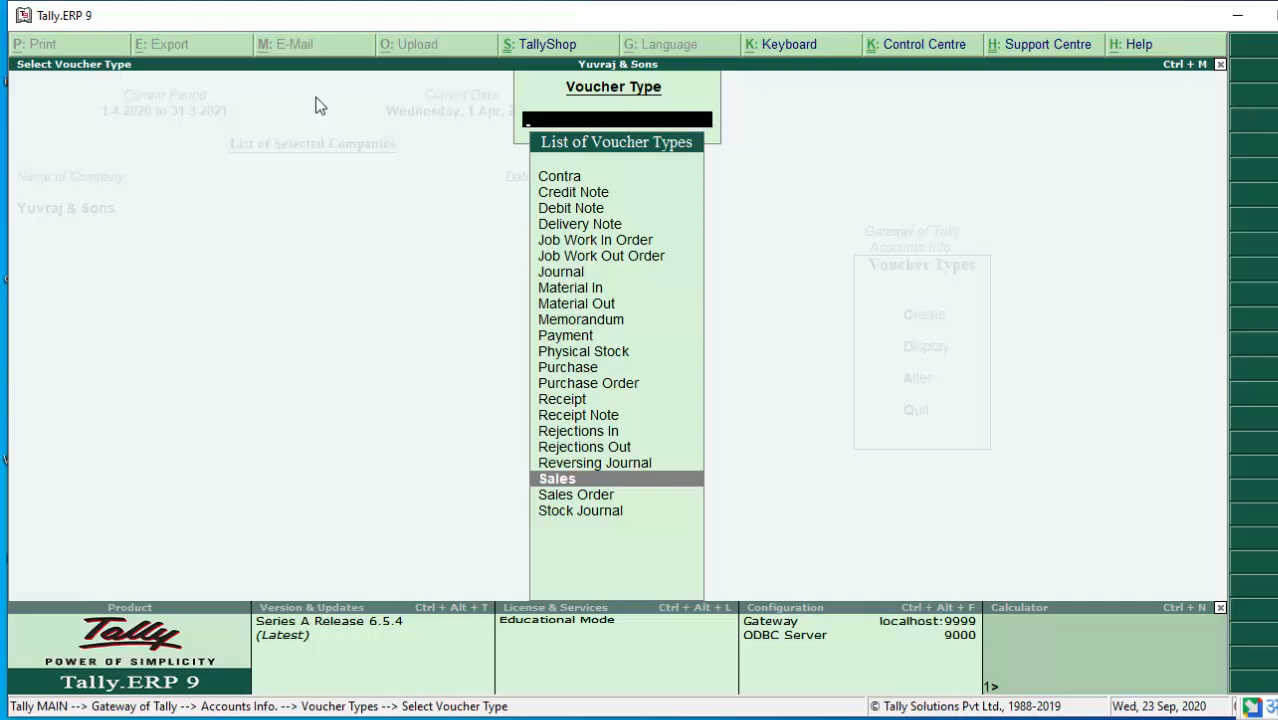 Tally.ERP 9
P: Print E: Export M: E-Mail O: Upload S: TallyShop G: Language K: Keyboard K: Control Centre H: Support Centre H: Help
Select Voucher Type Yuvraj & Sons Ctrl + M
Voucher Type
Current Period Current Date
1-4-2020 to 31-3-2021 Wednesday, 1 Apr, 2
List of Selected Companies
Name of Company Date
Yuvraj & Sons
List of Voucher Types
Contra
Credit Note
Debit Note
Delivery Note
Job Work In Order
Job Work Out Order
Journal
Material In
Material Out
Memorandum
Payment
Physical Stock
Purchase
Purchase Order
Receipt
Receipt Note
Rejections In
Rejections Out
Reversing Journal
Sales
Sales Order
Stock Journal
Gateway of Tally
Accounts Info.
Voucher Types
Create
Display
Alter
Quit
Product
Tally
POWER OF SIMPLICITY
Tally.ERP 9
Version & Updates Ctrl + Alt + T
Series A Release 6.5.4
(Latest)
License & Services Ctrl + Alt + L
Educational Mode
Configuration Ctrl + Alt + F
Gateway localhost:9999
ODBC Server 9000
Calculator Ctrl + N
1>
Tally MAIN --> Gateway of Tally --> Accounts Info. --> Voucher Types --> Select Voucher Type © Tally Solutions Pvt Ltd., 1988-2019 Wed, 23 Sep, 2020